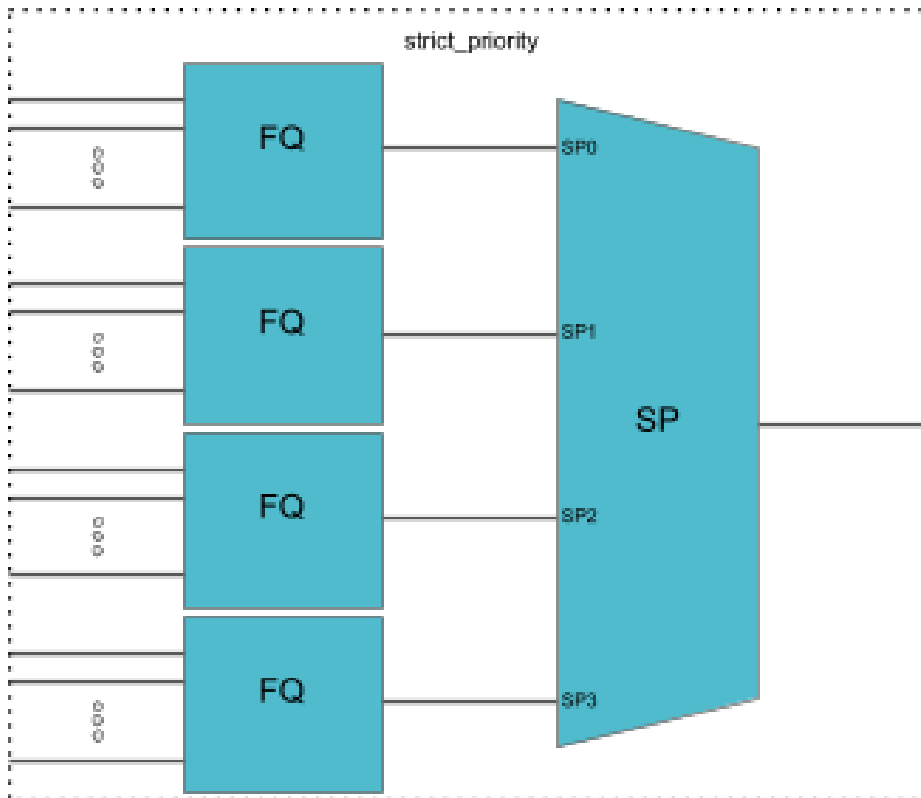 strict_priority
FQ
SP0
FQ
SP1
SP
FQ
SP2
FQ
SP3